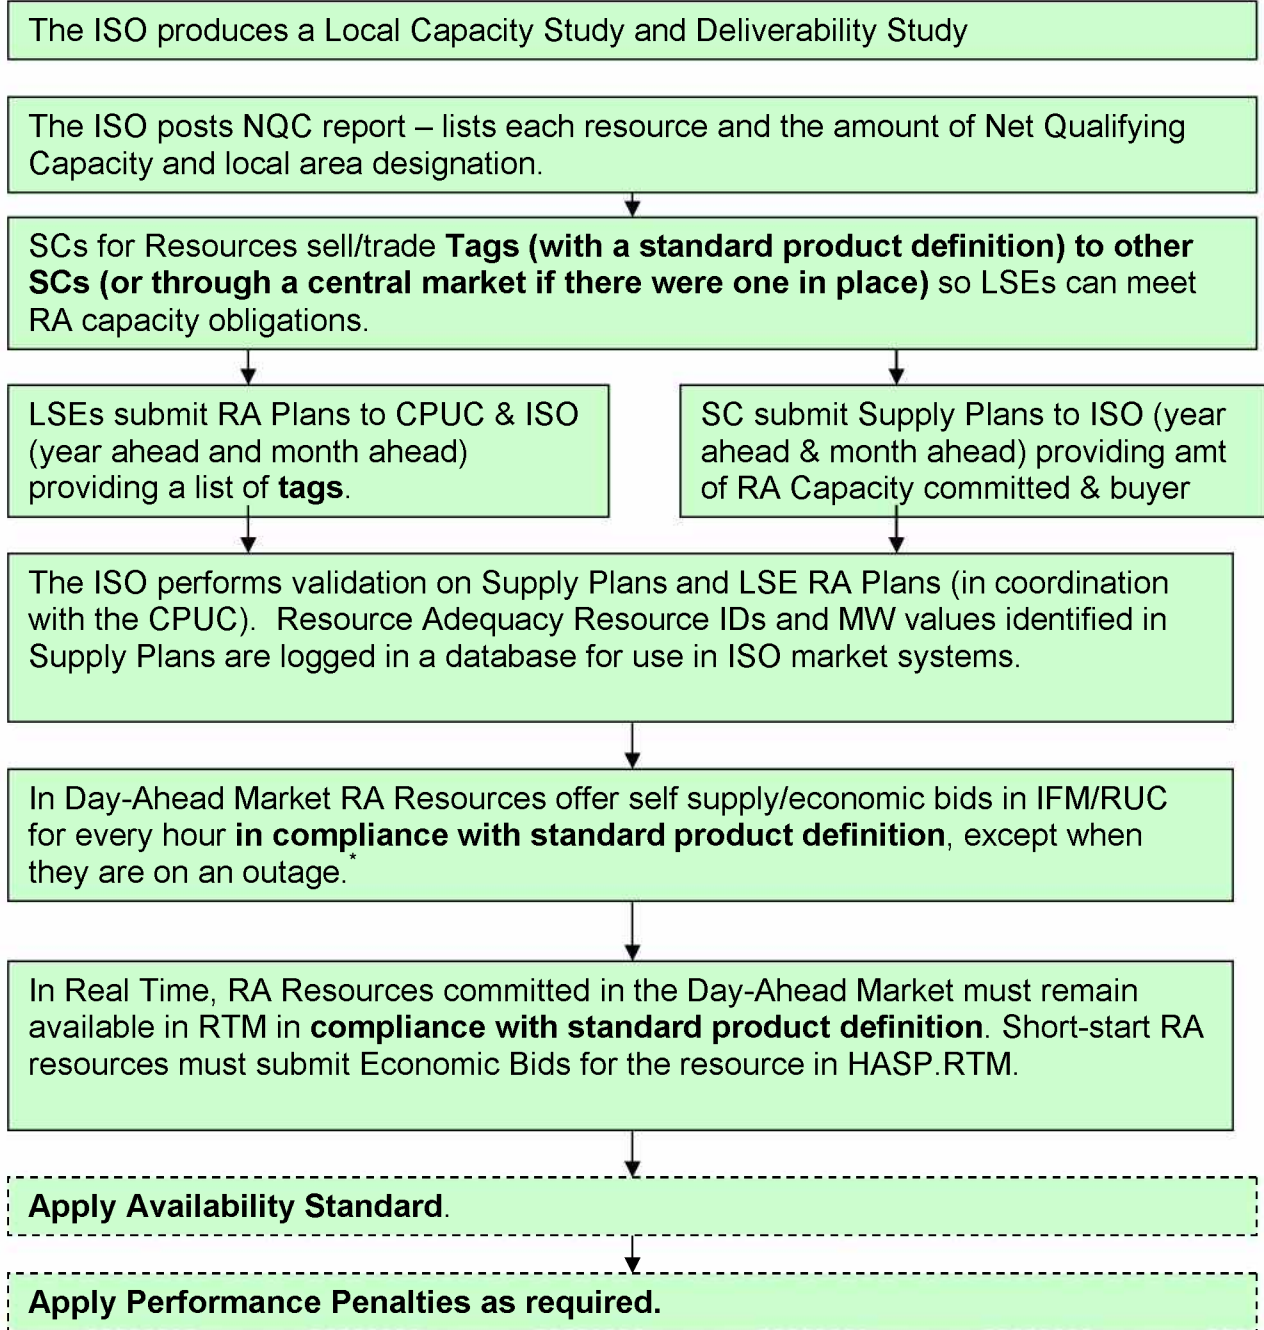 The ISO produces a Local Capacity Study and Deliverability Study
The ISO posts NQC report – lists each resource and the amount of Net Qualifying
Capacity and local area designation.
SCs for Resources sell/trade Tags (with a standard product definition) to other
SCs (or through a central market if there were one in place) so LSEs can meet
RA capacity obligations.
LSEs submit RA Plans to CPUC & ISO
(year ahead and month ahead)
providing a list of tags.
SC submit Supply Plans to ISO (year
ahead & month ahead) providing amt
of RA Capacity committed & buyer
The ISO performs validation on Supply Plans and LSE RA Plans (in coordination
with the CPUC).  Resource Adequacy Resource IDs and MW values identified in
Supply Plans are logged in a database for use in ISO market systems.
In Day-Ahead Market RA Resources offer self supply/economic bids in IFM/RUC
for every hour in compliance with standard product definition, except when
they are on an outage.*
In Real Time, RA Resources committed in the Day-Ahead Market must remain
available in RTM in compliance with standard product definition. Short-start RA
resources must submit Economic Bids for the resource in HASP.RTM.
Apply Availability Standard.
Apply Performance Penalties as required.